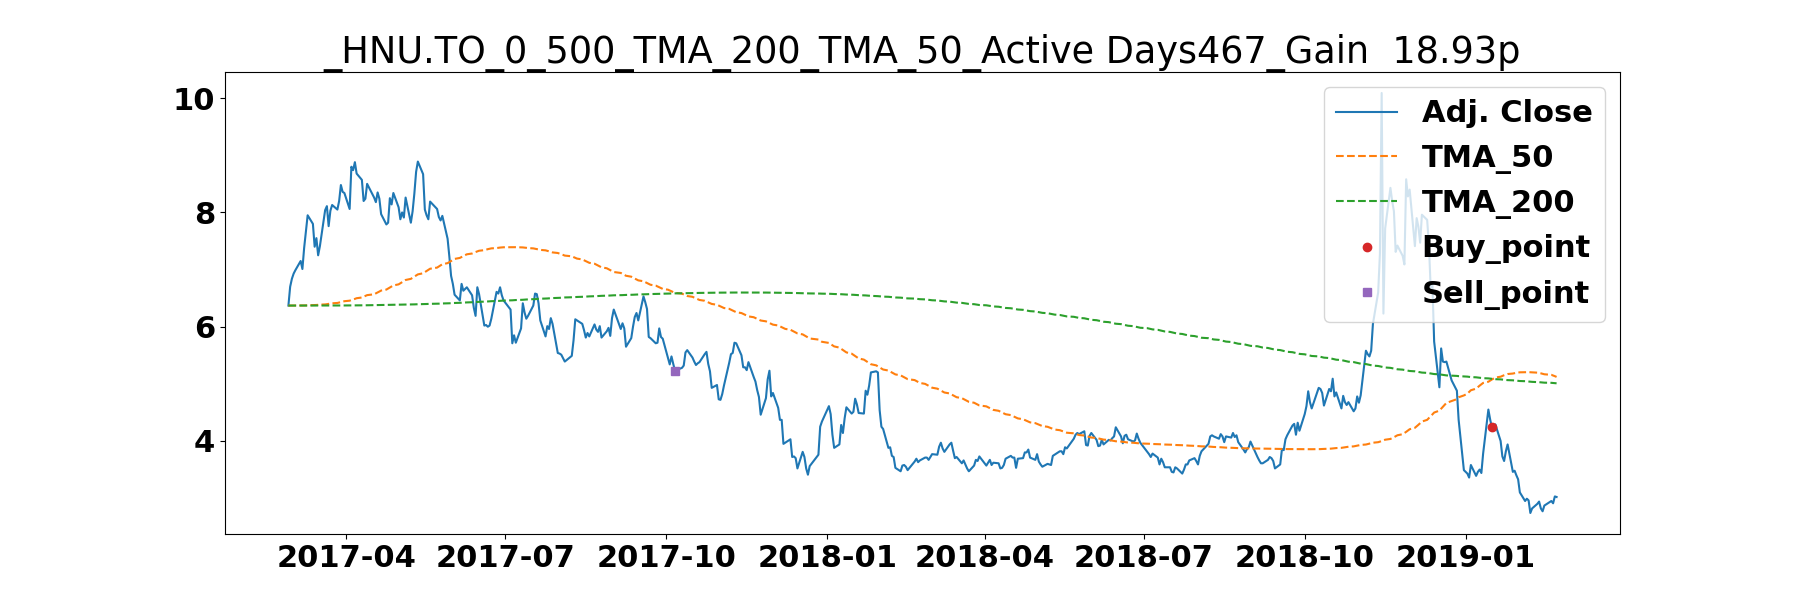 _HNU.TO_0_500_TMA_200_TMA_50_Active Days467_Gain  18.93p
10
8
6
4
Adj. Close
TMA_50
TMA_200
Buy_point
Sell_point
2017-04 2017-07 2017-10 2018-01 2018-04 2018-07 2018-10 2019-01